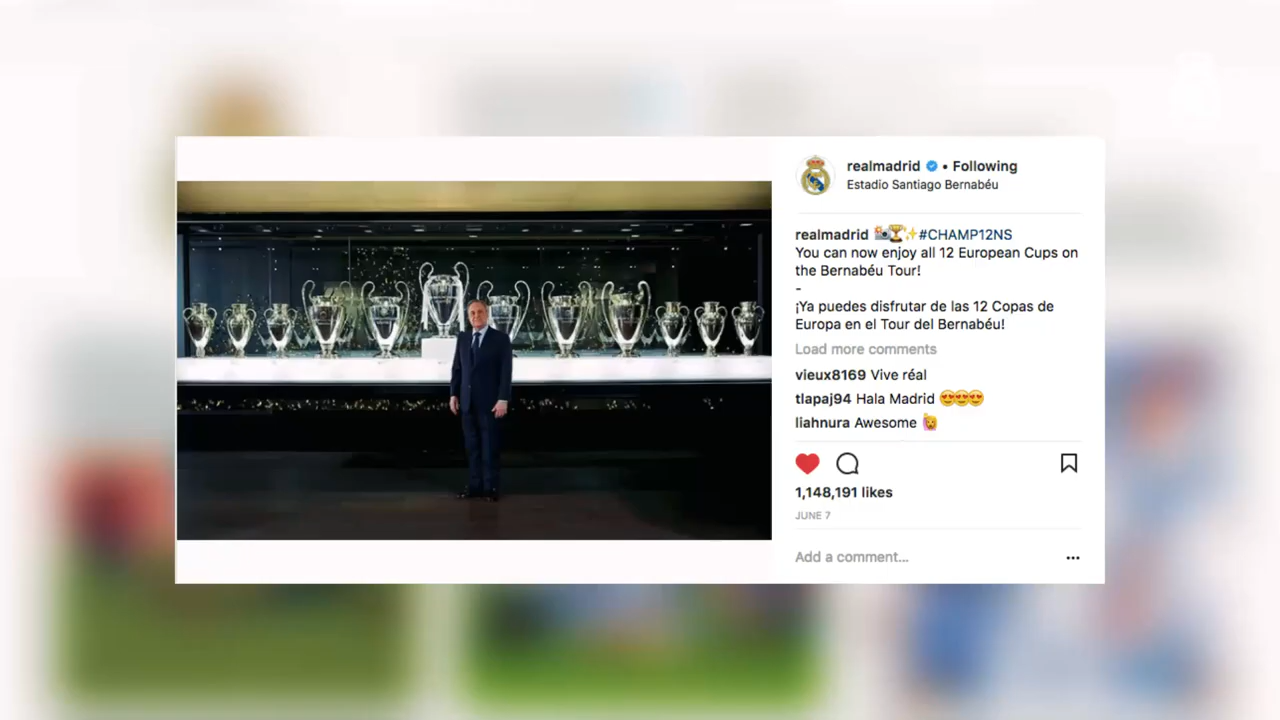 realmadrid • Following
Estadio Santiago Bernabéu
realmadrid 📸🏆✨#CHAMP12NS
You can now enjoy all 12 European Cups on
the Bernabéu Tour!
-
¡Ya puedes disfrutar de las 12 Copas de
Europa en el Tour del Bernabéu!
Load more comments
vieux8169 Vive réal
tlapaj94 Hala Madrid 😍😍😍
liahnura Awesome 🙋
1,148,191 likes
JUNE 7
Add a comment...